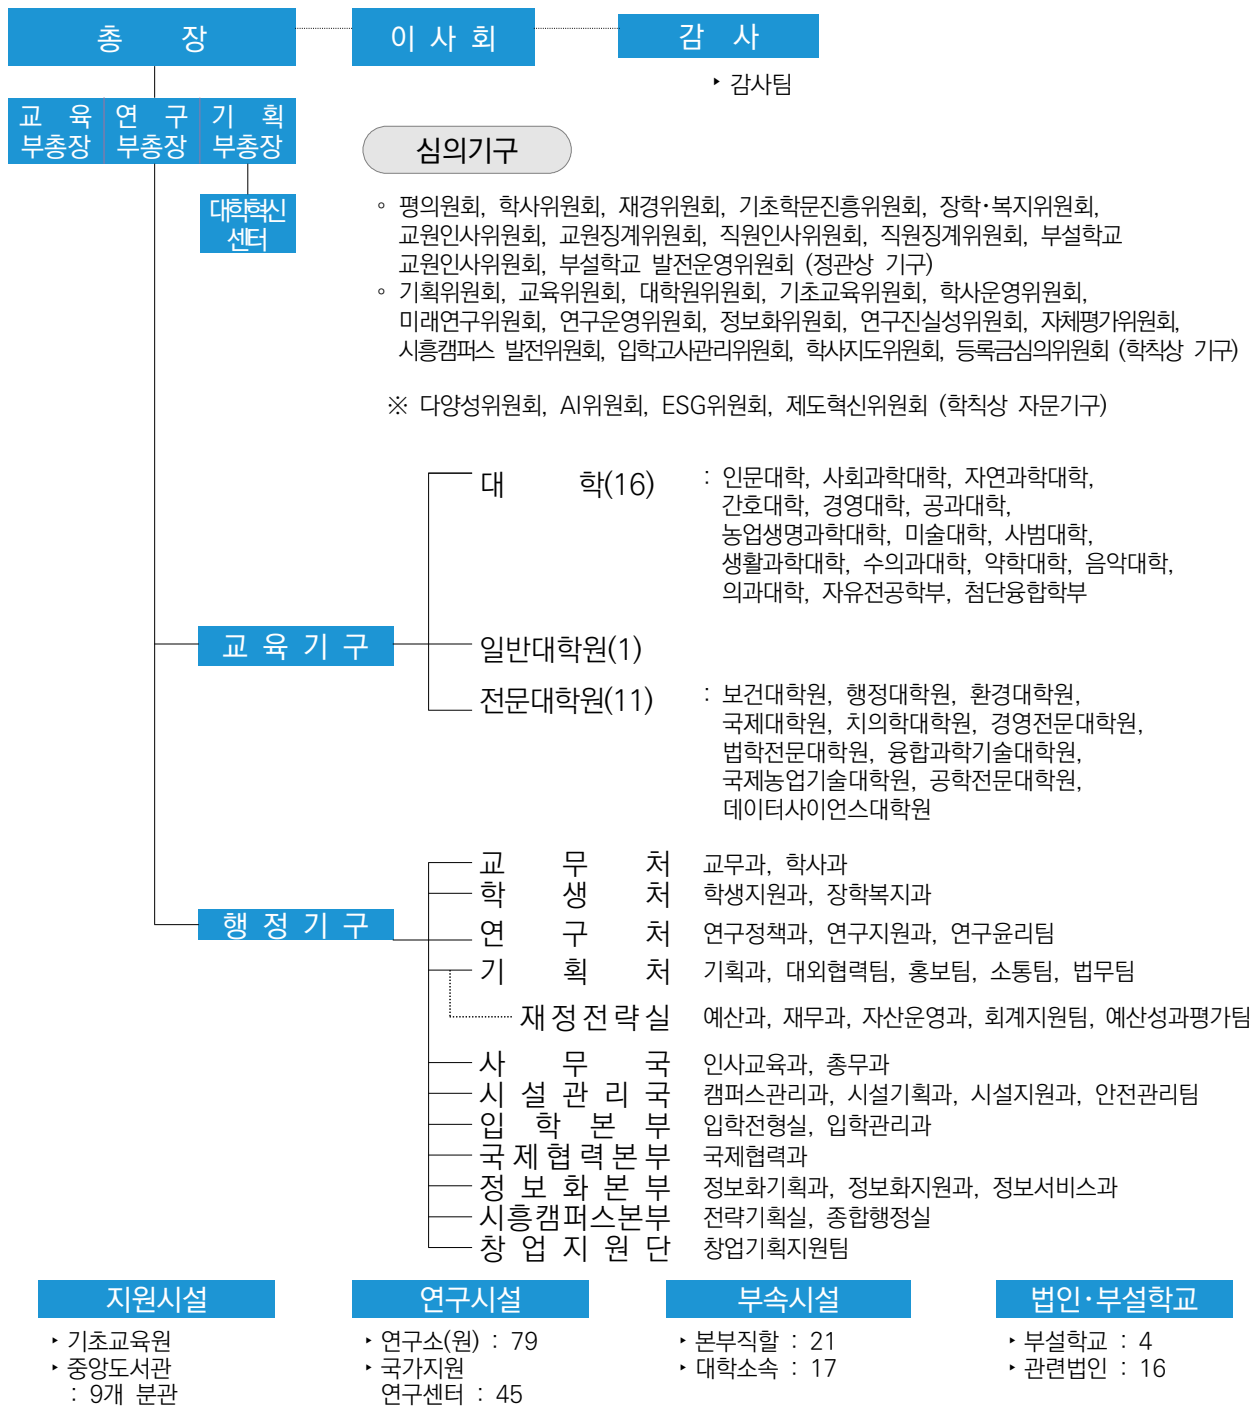 총 장
이 사 회
감 사
‣ 감사팀
교 육
부총장
연 구
부총장
기 획
부총장
대학혁신
센터
심의기구
◦ 평의원회, 학사위원회, 재경위원회, 기초학문진흥위원회, 장학·복지위원회,
교원인사위원회, 교원징계위원회, 직원인사위원회, 직원징계위원회, 부설학교
교원인사위원회, 부설학교 발전운영위원회 (정관상 기구)
◦ 기획위원회, 교육위원회, 대학원위원회, 기초교육위원회, 학사운영위원회,
미래연구위원회, 연구운영위원회, 정보화위원회, 연구진실성위원회, 자체평가위원회,
시흥캠퍼스 발전위원회, 입학고사관리위원회, 학사지도위원회, 등록금심의위원회 (학칙상 기구)
※ 다양성위원회, AI위원회, ESG위원회, 제도혁신위원회 (학칙상 자문기구)
교 육 기 구
대 학(16) : 인문대학, 사회과학대학, 자연과학대학,
간호대학, 경영대학, 공과대학,
농업생명과학대학, 미술대학, 사범대학,
생활과학대학, 수의과대학, 약학대학, 음악대학,
의과대학, 자유전공학부, 첨단융합학부
일반대학원(1)
전문대학원(11) : 보건대학원, 행정대학원, 환경대학원,
국제대학원, 치의학대학원, 경영전문대학원,
법학전문대학원, 융합과학기술대학원,
국제농업기술대학원, 공학전문대학원,
데이터사이언스대학원
행 정 기 구
교 무 처 교무과, 학사과
학 생 처 학생지원과, 장학복지과
연 구 처 연구정책과, 연구지원과, 연구윤리팀
기 획 처 기획과, 대외협력팀, 홍보팀, 소통팀, 법무팀
재정전략실 예산과, 재무과, 자산운영과, 회계지원팀, 예산성과평가팀
사 무 국 인사교육과, 총무과
시 설 관 리 국 캠퍼스관리과, 시설기획과, 시설지원과, 안전관리팀
입 학 본 부 입학전형실, 입학관리과
국 제 협 력 본 부 국제협력과
정 보 화 본 부 정보화기획과, 정보화지원과, 정보서비스과
시흥캠퍼스본부 전략기획실, 종합행정실
창 업 지 원 단 창업기획지원팀
지원시설
‣ 기초교육원
‣ 중앙도서관
: 9개 분관
연구시설
‣ 연구소(원) : 79
‣ 국가지원
연구센터 : 45
부속시설
‣ 본부직할 : 21
‣ 대학소속 : 17
법인·부설학교
‣ 부설학교 : 4
‣ 관련법인 : 16